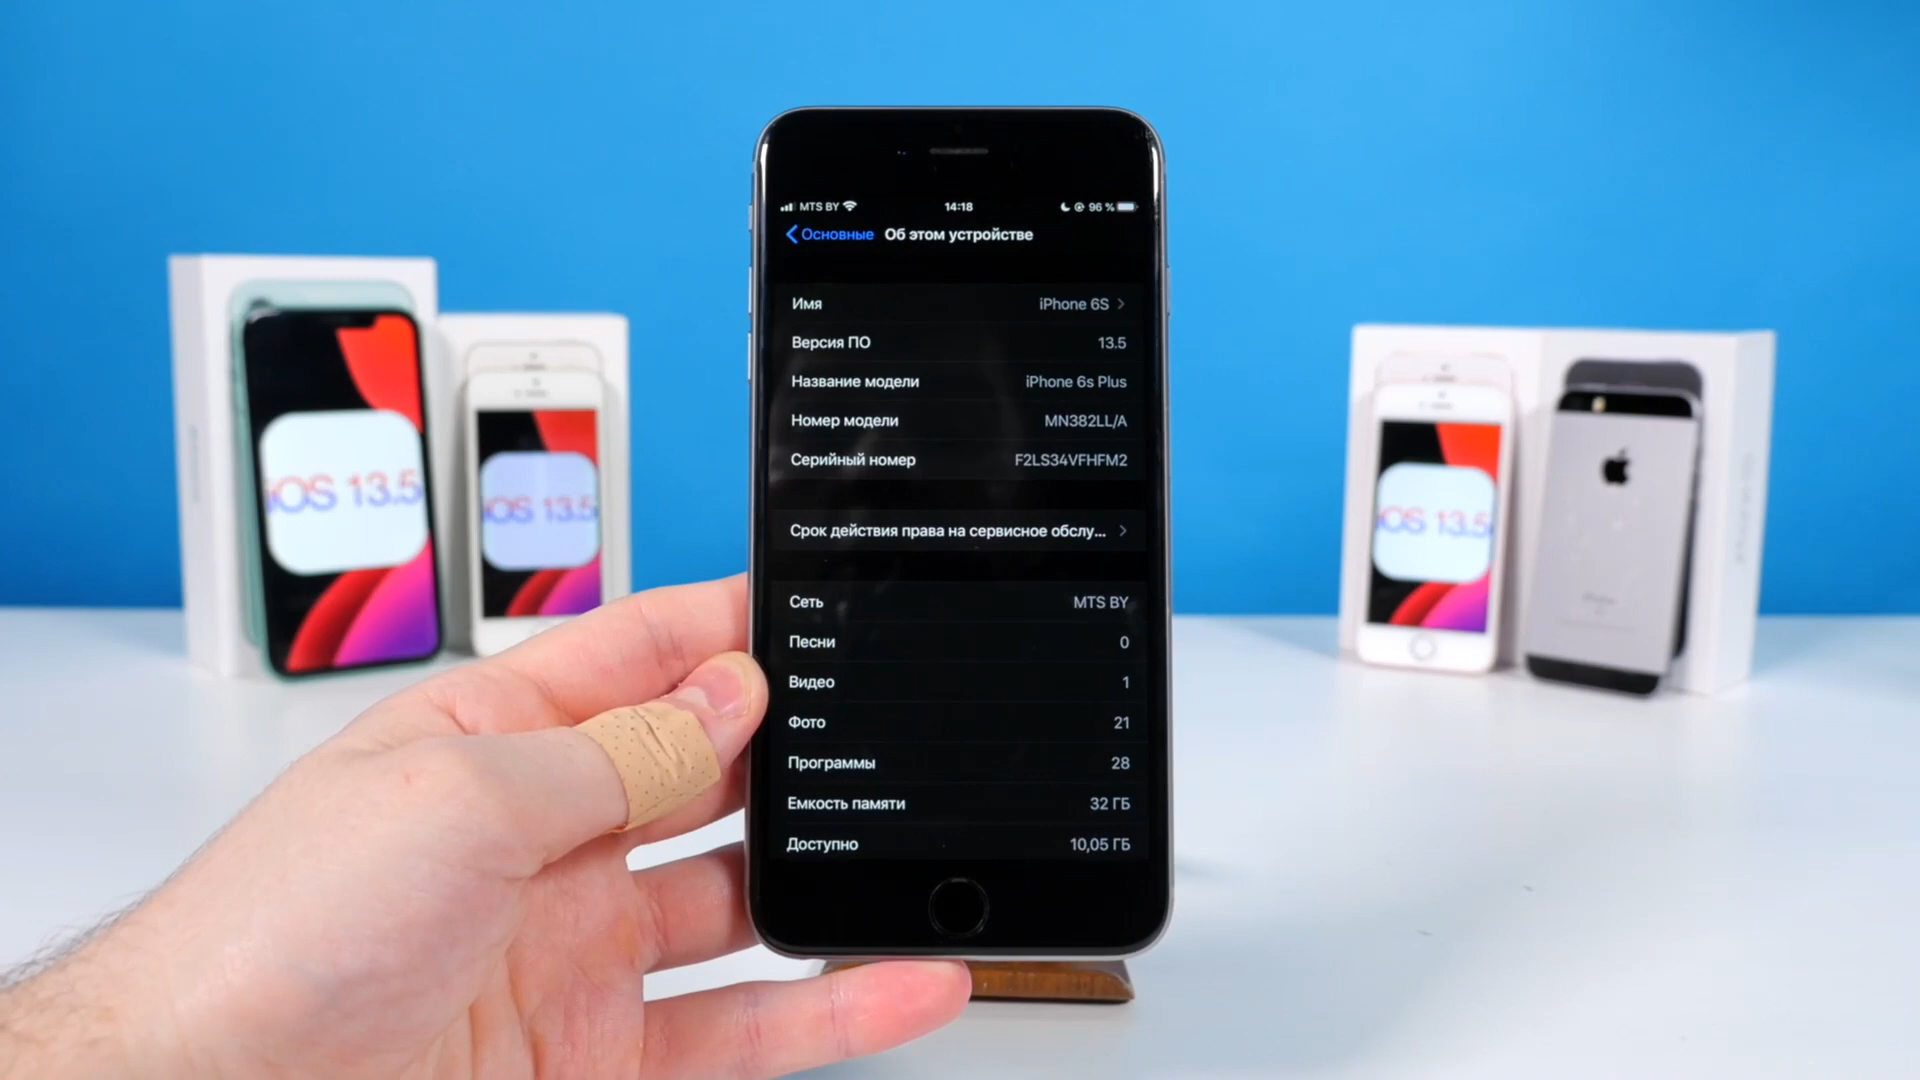 MTS BY 14:18 96 %
Основные Об этом устройстве
Имя iPhone 6S
Версия ПО 13.5
Название модели iPhone 6s Plus
Номер модели MN382LL/A
Серийный номер F2LS34VFHFM2
Срок действия права на сервисное обслу...
Сеть MTS BY
Песни 0
Видео 1
Фото 21
Программы 28
Емкость памяти 32 ГБ
Доступно 10,05 ГБ
iOS 13.5
iOS 13.5
iOS 13.5
iPhone